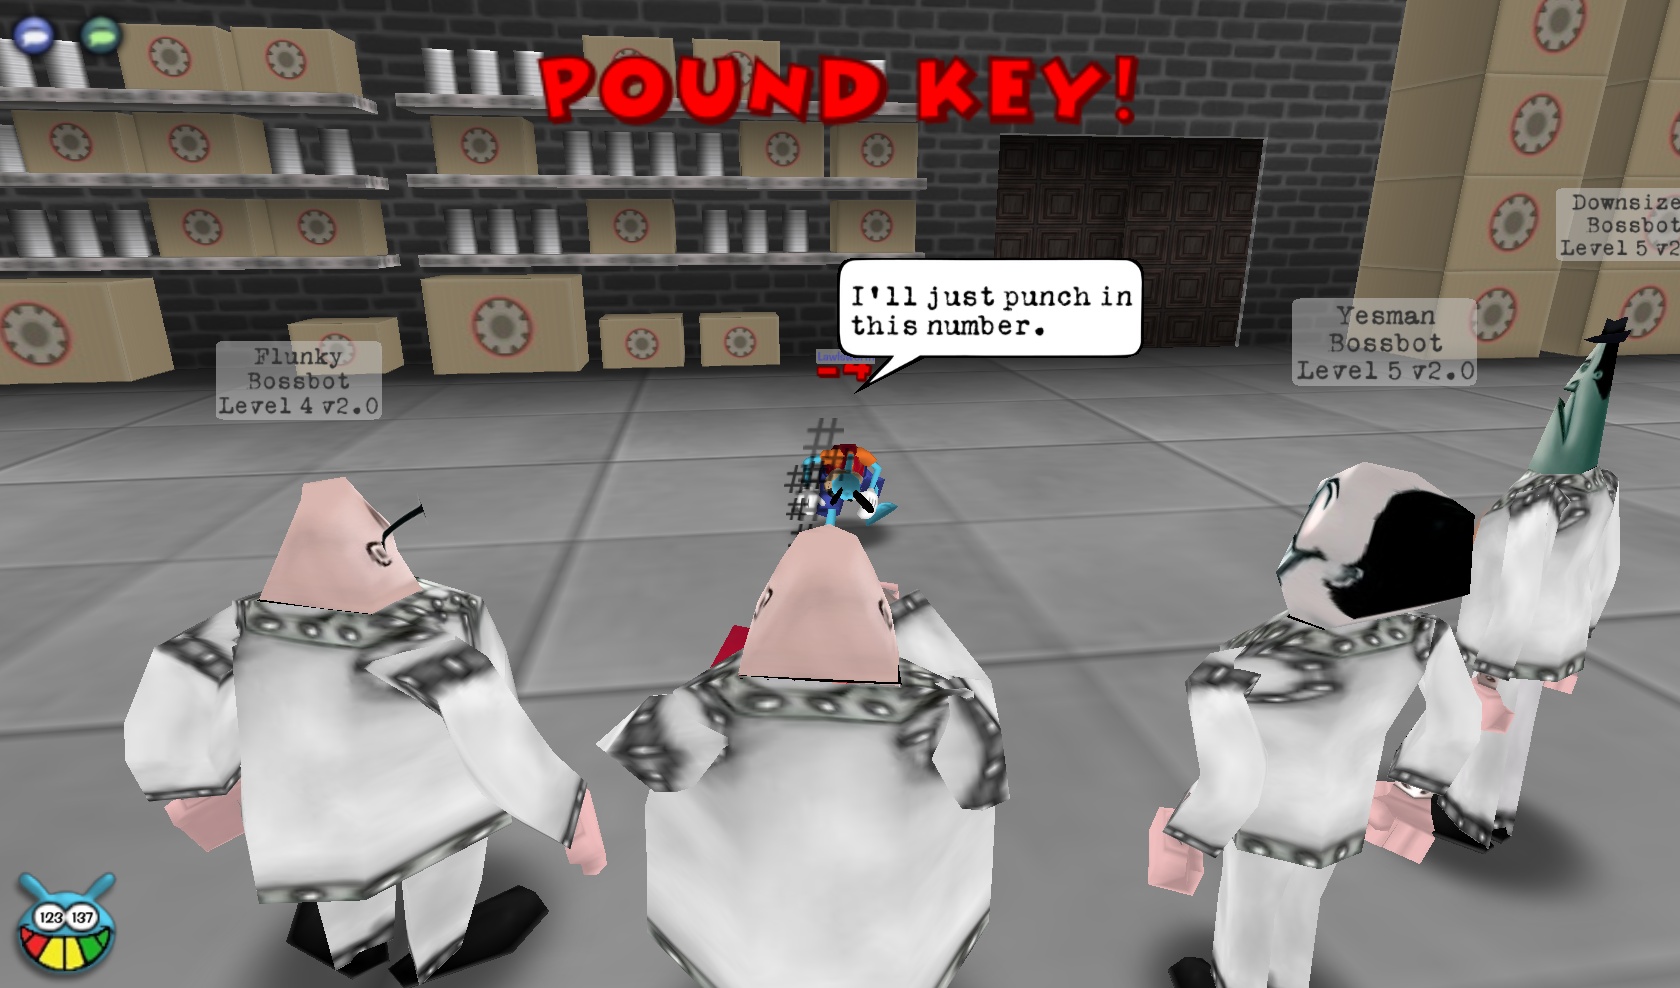 POUND KEY!
Downsize
Bossbot
Level 5 v2
I'll just punch in
this number.
Yesman
Bossbot
Level 5 v2.0
Flunky
Bossbot
Level 4 v2.0
-4
#
#
#
#
123 137